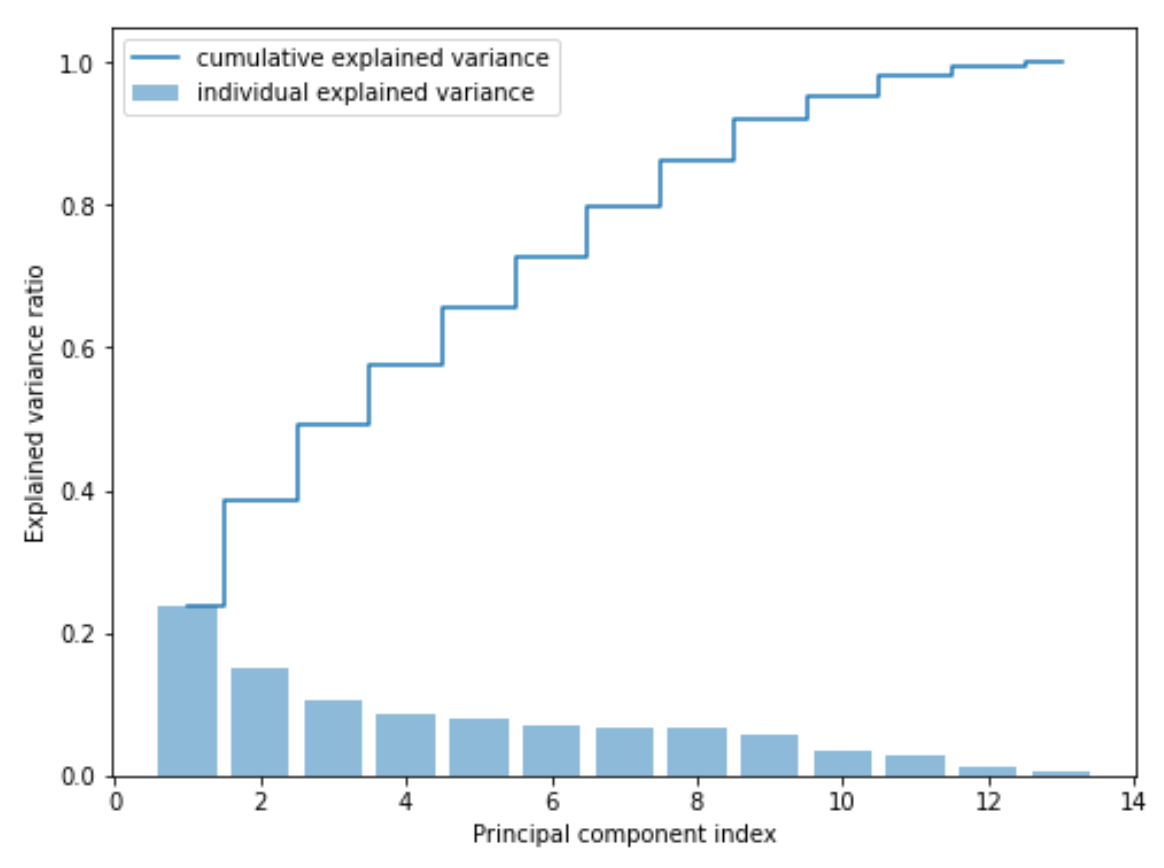 cumulative explained variance
individual explained variance
1.0
0.8
0.6
0.4
0.2
0.0
Explained variance ratio
0 2 4 6 8 10 12 14
Principal component index